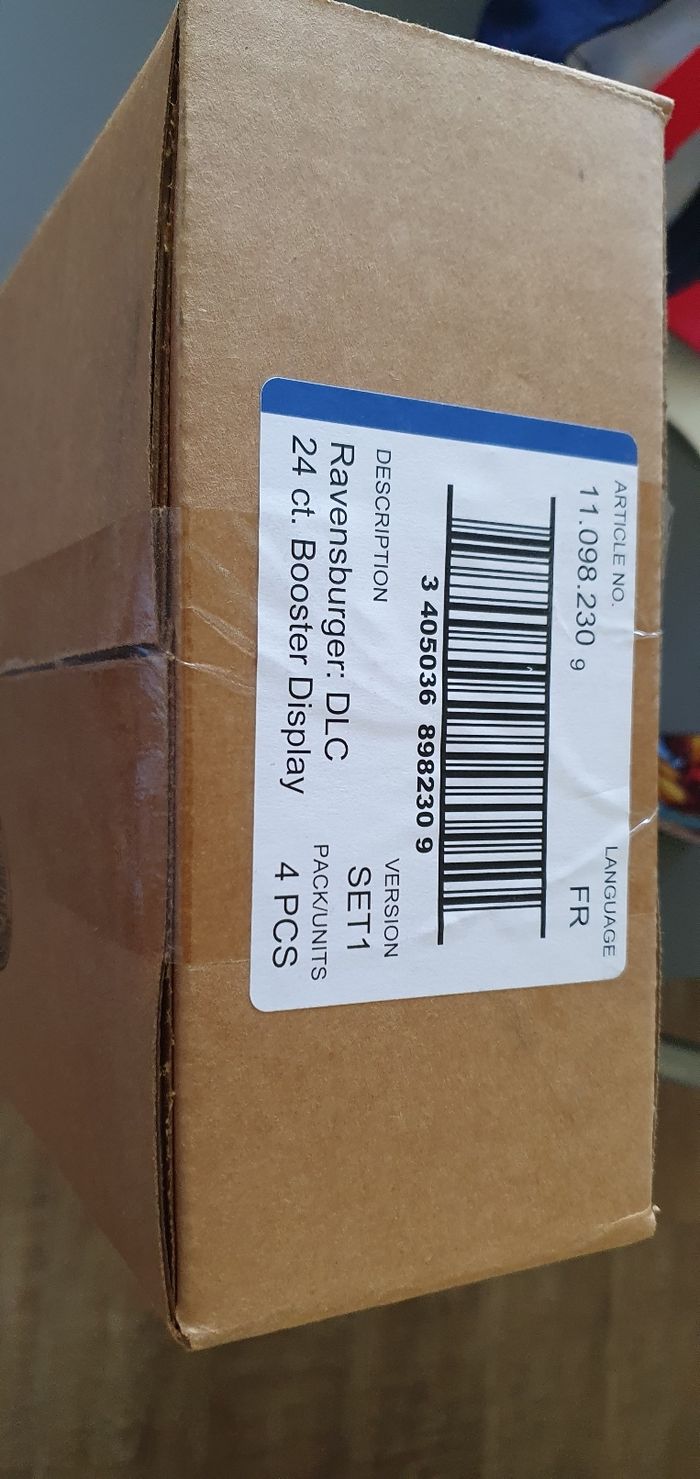 ARTICLE NO.
11.098.230 9
LANGUAGE
FR
3 405036 898230 9
DESCRIPTION
Ravensburger: DLC
24 ct. Booster Display
VERSION
SET1
PACK/UNITS
4 PCS